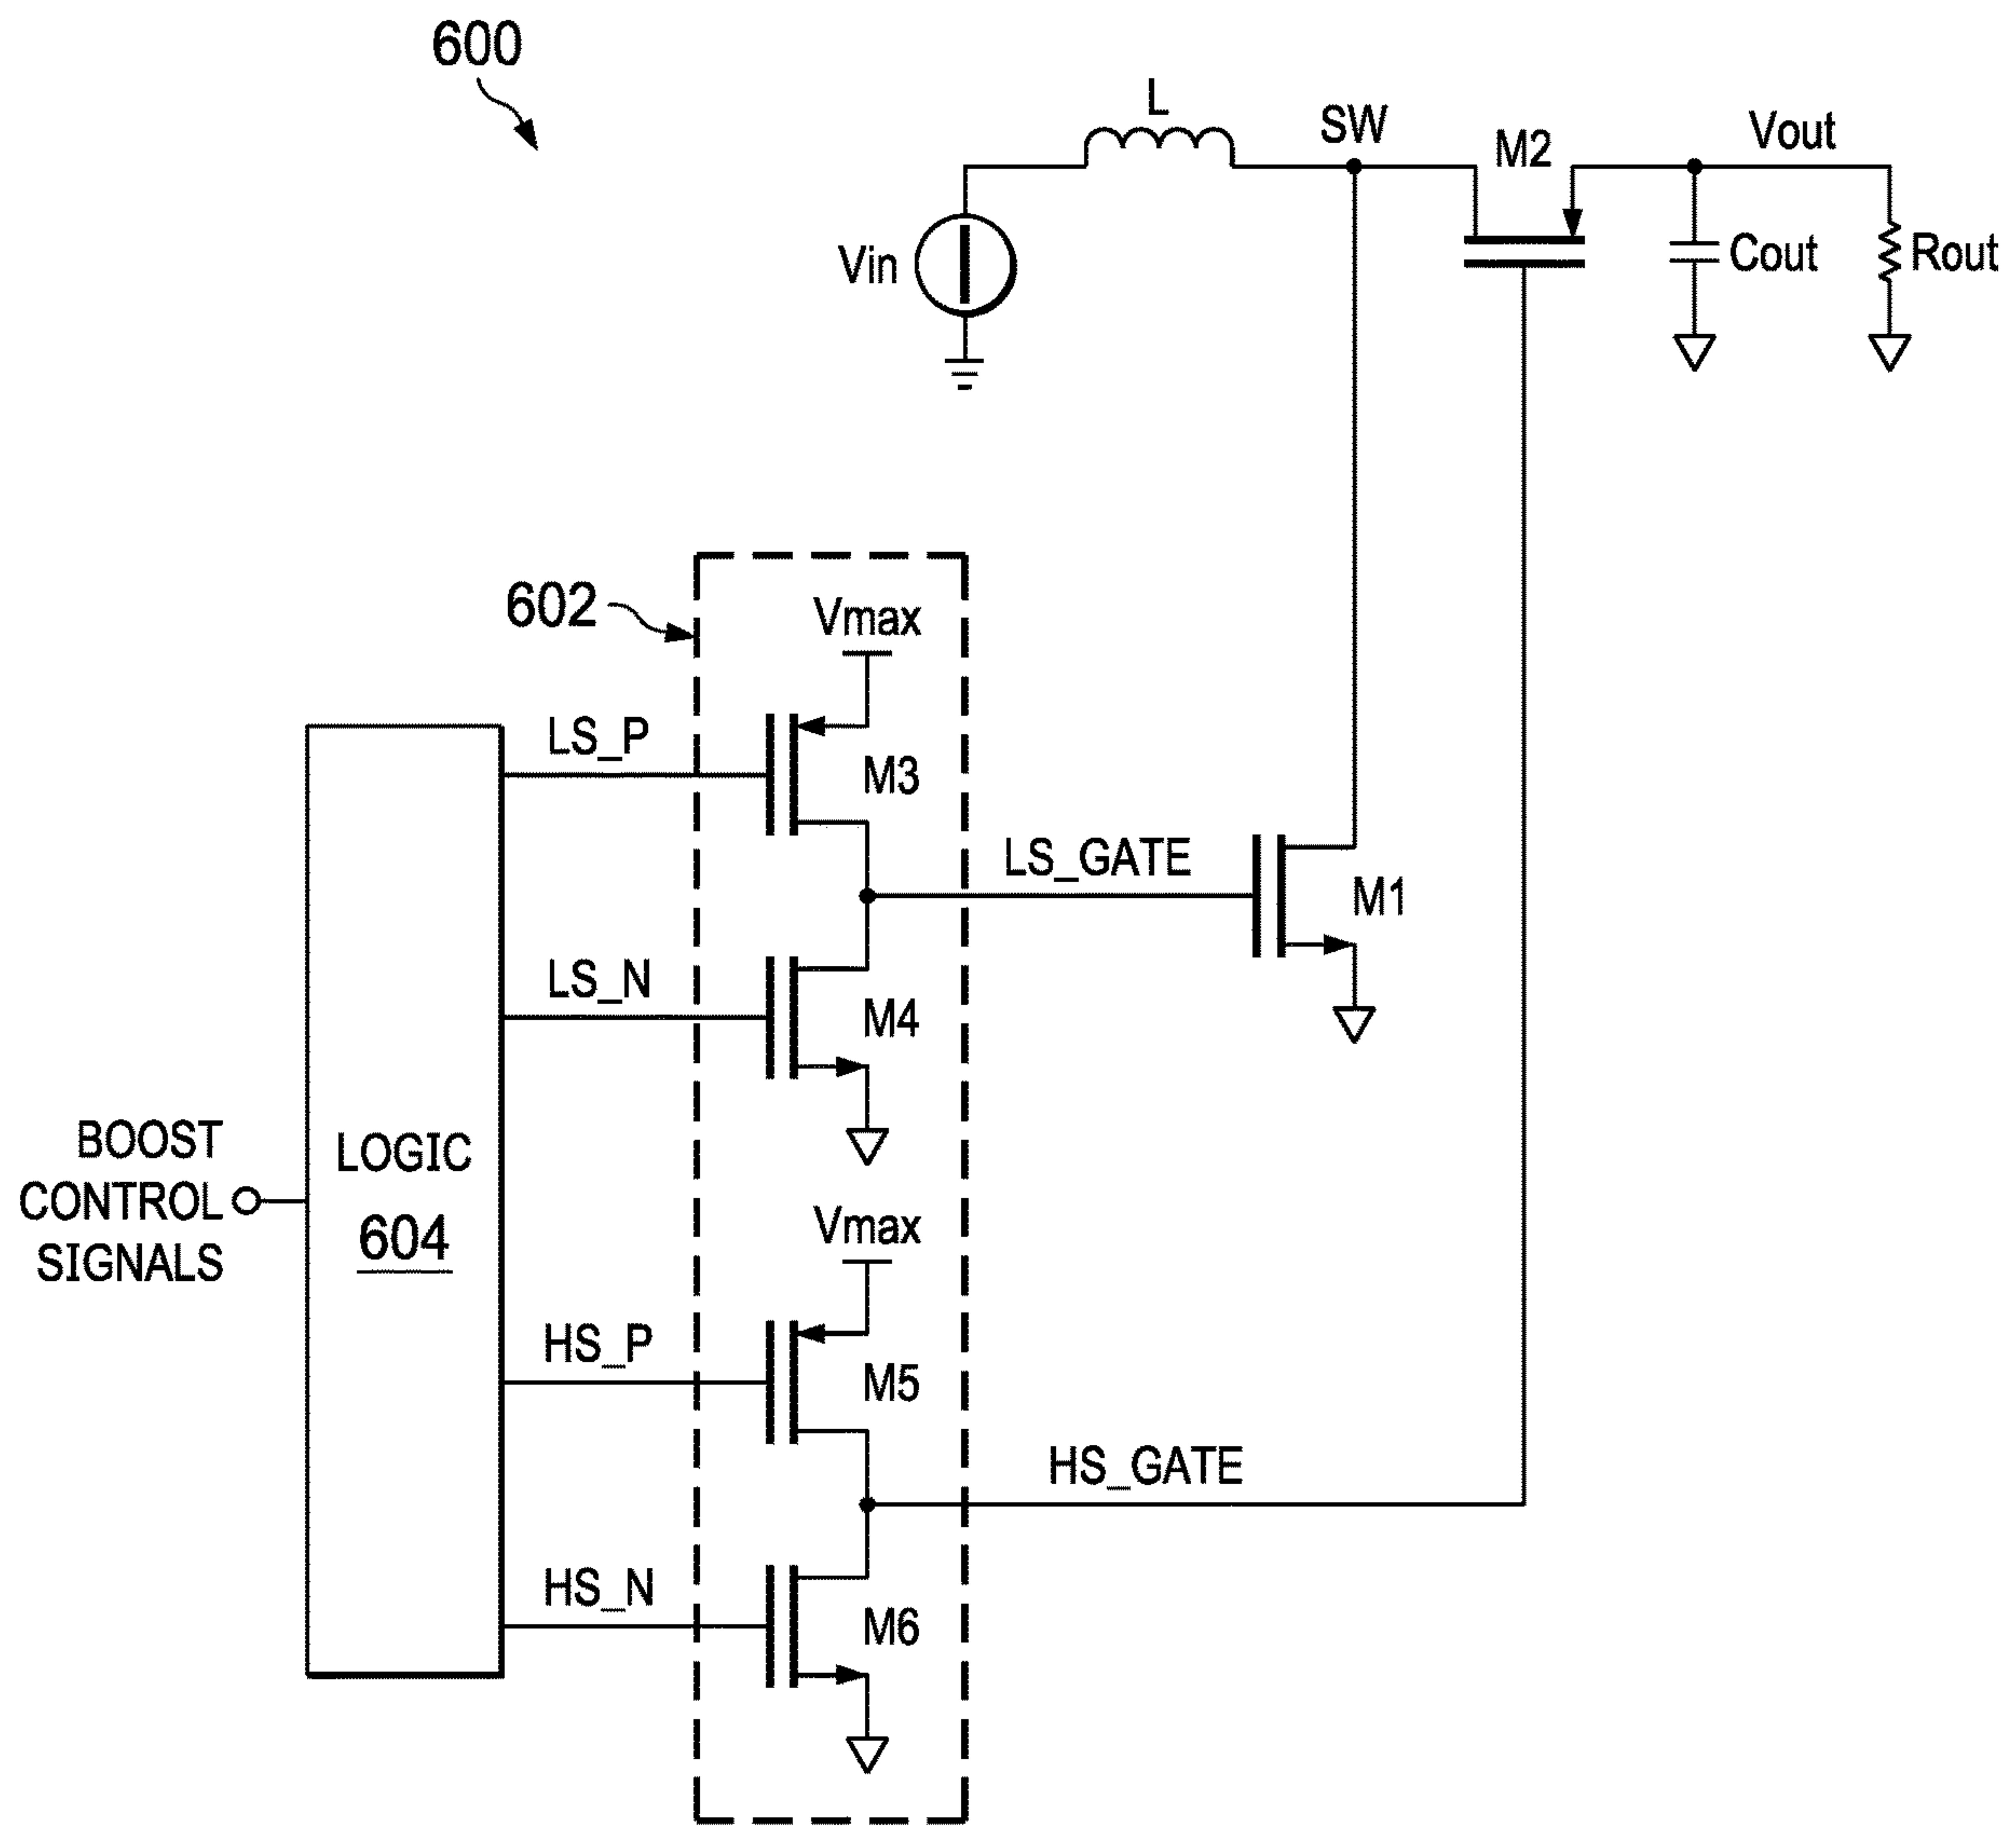 600
L
SW
M2
Vout
Vin
Cout
Rout
602
Vmax
LS_P
M3
LS_GATE
M1
LS_N
M4
BOOST
CONTROL
SIGNALS
LOGIC
604
Vmax
HS_P
M5
HS_GATE
HS_N
M6